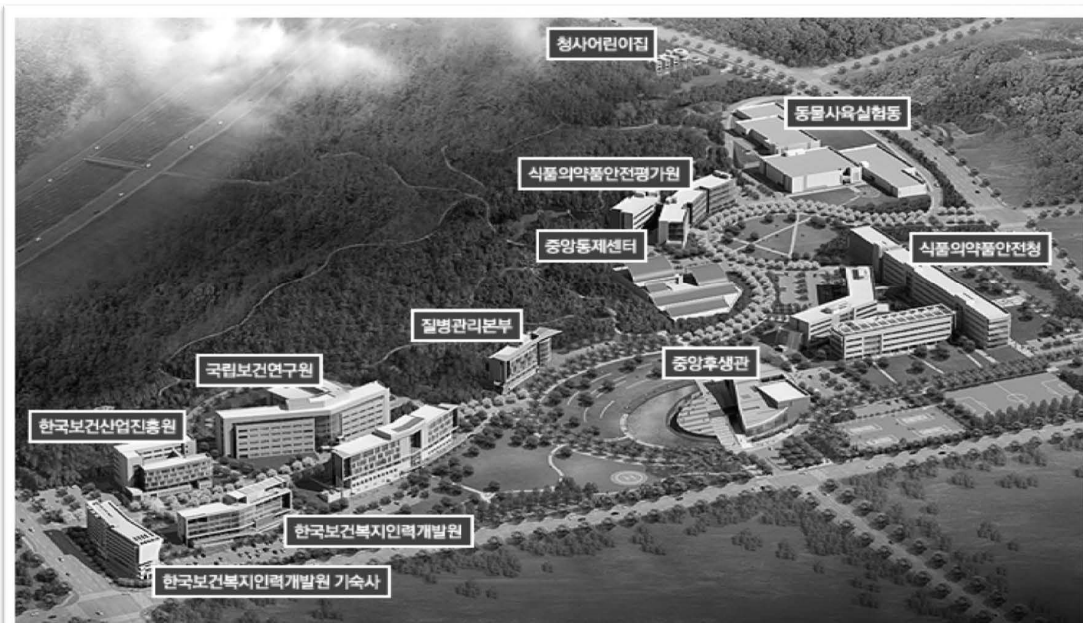 청사어린이집
동물사육실험동
식품의약품안전평가원
중앙통제센터
식품의약품안전청
질병관리본부
중앙후생관
국립보건연구원
한국보건산업진흥원
한국보건복지인력개발원
한국보건복지인력개발원 기숙사